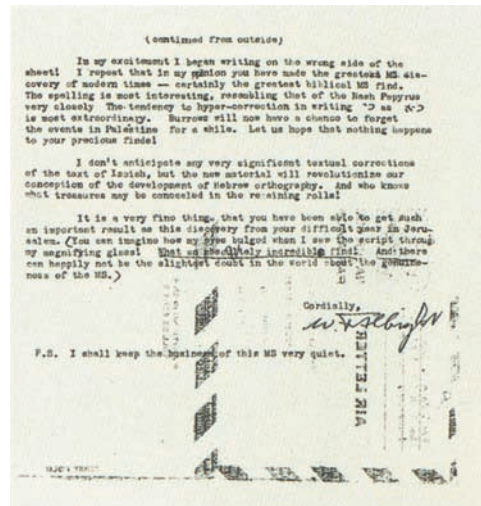 (continued from outside)
In my excitement I began writing on the wrong side of the
sheet! I repeat that in my opinion you have made the greatest MS dis-
covery of modern times -- certainly the greatest biblical MS find.
The spelling is most interesting, resembling that of the Nash Papyrus
very closely The tendency to hyper-correction in writing כי as כיא
is most extraordinary. Burrows will now have a chance to forget
the events in Palestine for a while. Let us hope that nothing happens
to your precious finds!
I don't anticipate any very significant textual corrections
of the text of Isaiah, but the new material will revolutionize our
conception of the development of Hebrew orthography. And who knows
what treasures may be concealed in the remaining rolls!
It is a very fine thing that you have been able to get such
an important result as this discovery from your difficult year in Jeru-
salem. (You can imagine how my eyes bulged when I saw the script through
my magnifying glass! What an absolutely incredible find! And there
can happily not be the slightest doubt in the world about the genuine-
ness of the MS.)
Cordially,
W. F. Albright
P.S. I shall keep the business of this MS very quiet.
AIR LETTER